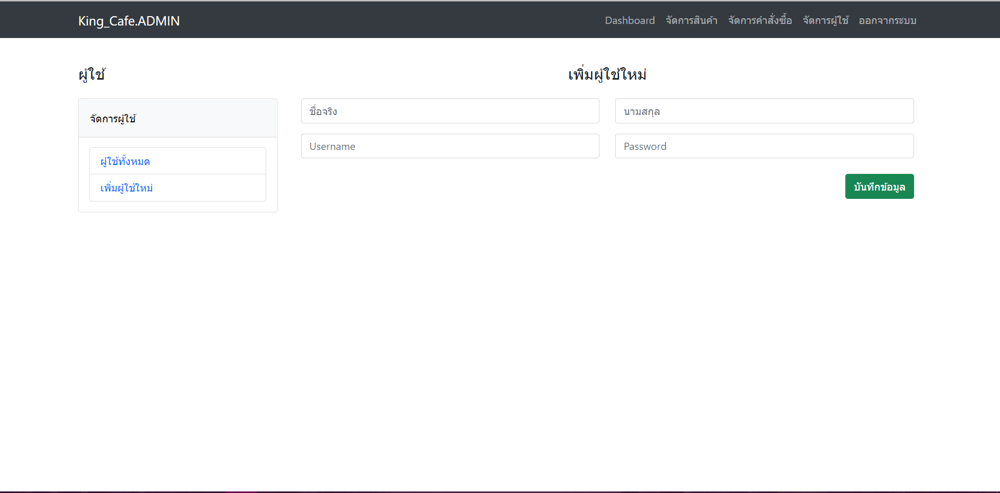 King_Cafe.ADMIN
Dashboard จัดการสินค้า จัดการคำสั่งซื้อ จัดการผู้ใช้ ออกจากระบบ
ผู้ใช้
เพิ่มผู้ใช้ใหม่
จัดการผู้ใช้
ผู้ใช้ทั้งหมด
เพิ่มผู้ใช้ใหม่
ชื่อจริง
นามสกุล
Username
Password
บันทึกข้อมูล